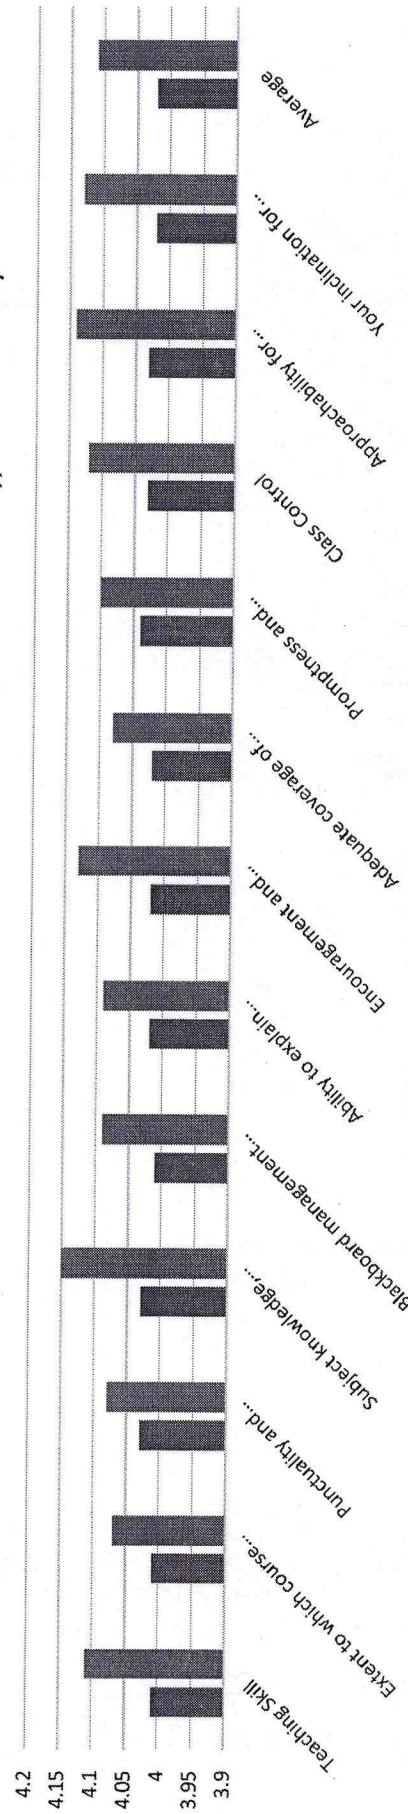 4.2
4.15
4.1
4.05
4
3.95
3.9
Teaching Skill
Extent to which course...
Punctuality and...
Subject knowledge,...
Blackboard management...
Ability to explain...
Encouragement and...
Adequate coverage of...
Promptness and...
Class Control
Approachability for...
Your inclination for...
Average